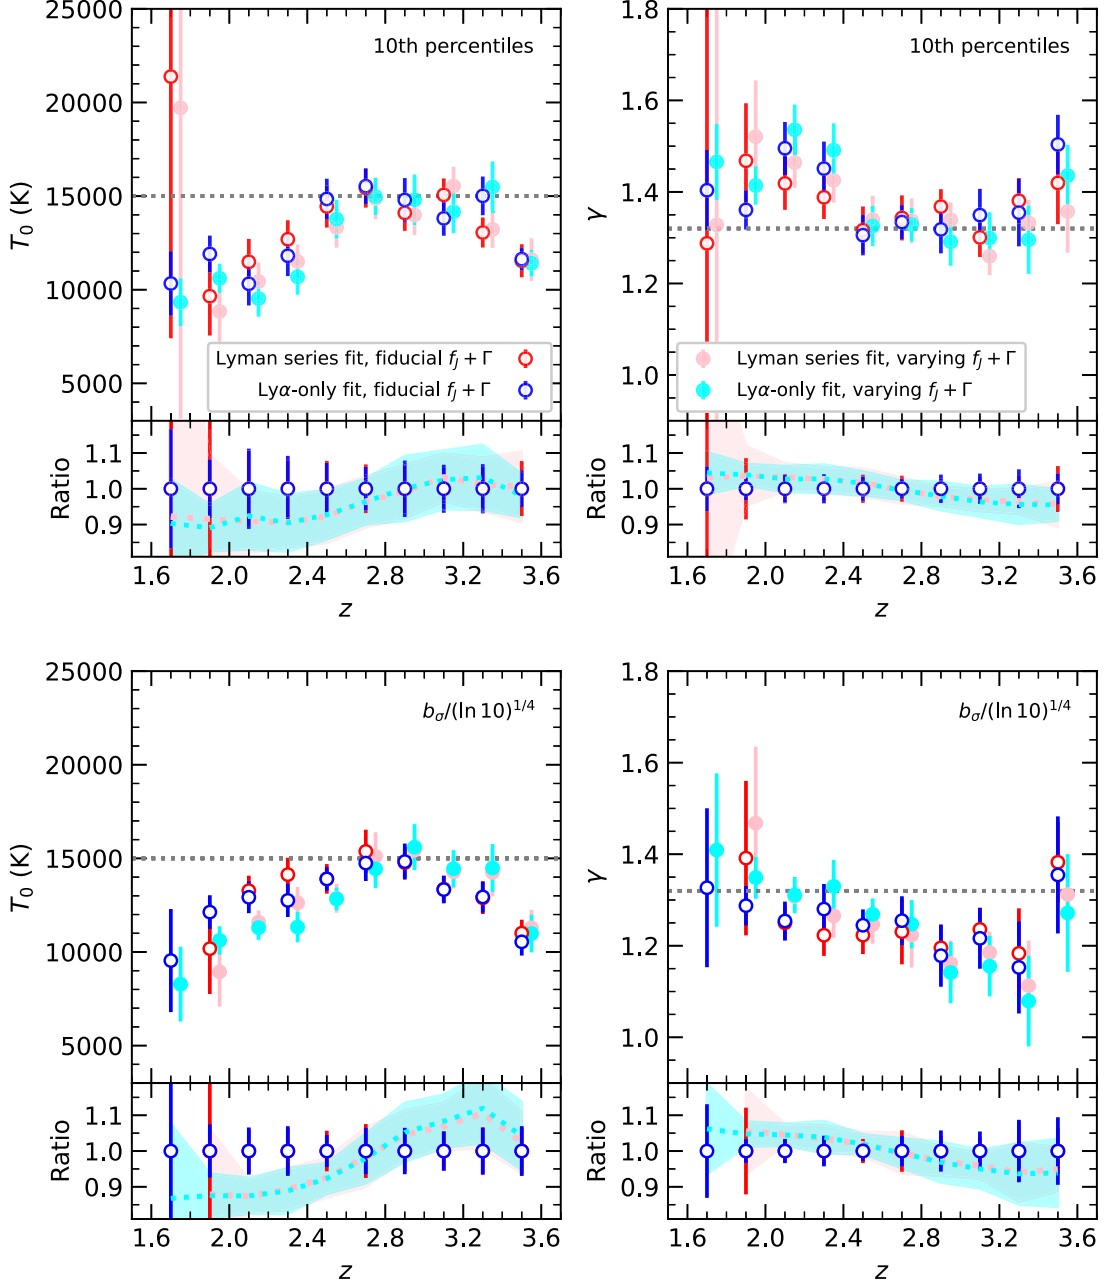 25000
20000
15000
10000
5000
T₀ (K)
10th percentiles
Lyman series fit, fiducial f_J + Γ
Lyα-only fit, fiducial f_J + Γ
1.1
1.0
0.9
Ratio
1.6 2.0 2.4 2.8 3.2 3.6
z
1.8
1.6
1.4
1.2
1.0
γ
10th percentiles
Lyman series fit, varying f_J + Γ
Lyα-only fit, varying f_J + Γ
1.1
1.0
0.9
Ratio
1.6 2.0 2.4 2.8 3.2 3.6
z
25000
20000
15000
10000
5000
T₀ (K)
b_σ/(ln 10)^{1/4}
1.1
1.0
0.9
Ratio
1.6 2.0 2.4 2.8 3.2 3.6
z
1.8
1.6
1.4
1.2
1.0
γ
b_σ/(ln 10)^{1/4}
1.1
1.0
0.9
Ratio
1.6 2.0 2.4 2.8 3.2 3.6
z